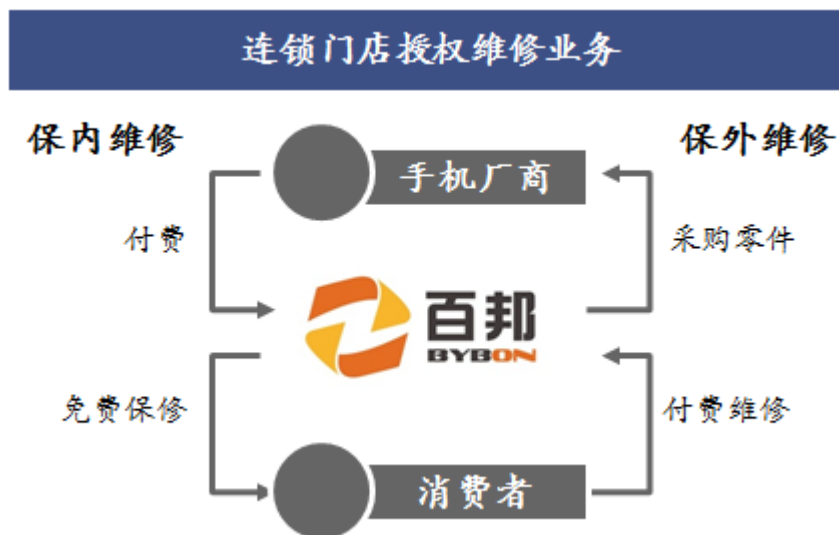 连锁门店授权维修业务
保内维修
保外维修
手机厂商
付费
采购零件
百邦
BYBON
免费保修
付费维修
消费者